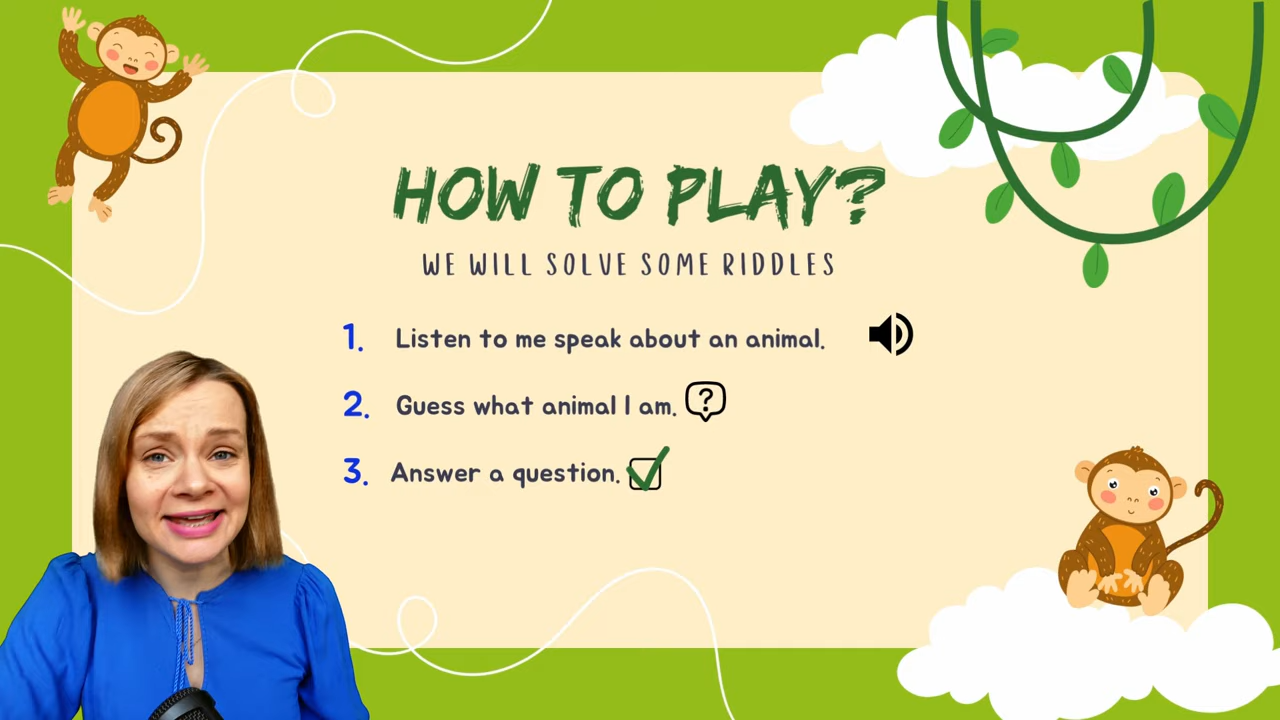 HOW TO PLAY?
WE WILL SOLVE SOME RIDDLES
1. Listen to me speak about an animal.
2. Guess what animal I am. ?
3. Answer a question.